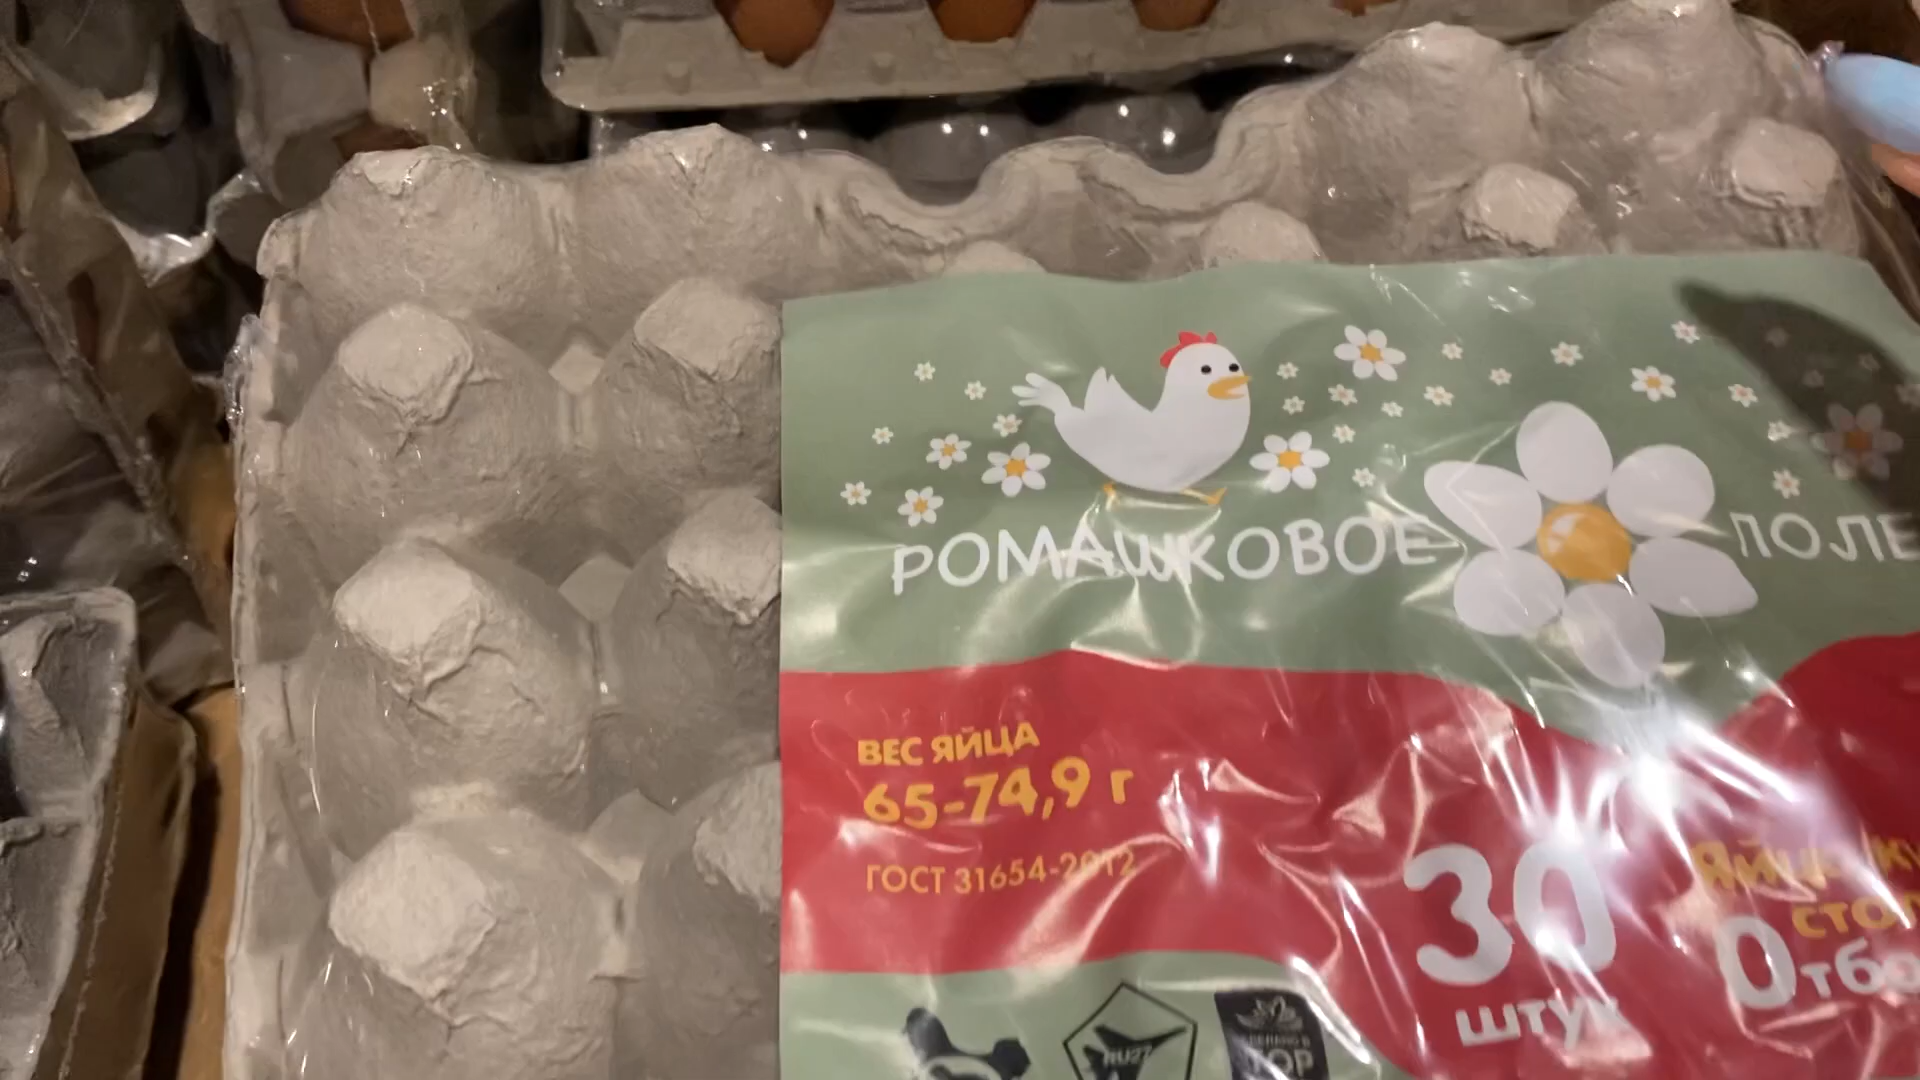 РОМАШКОВОЕ ПОЛЕ
ВЕС ЯЙЦА
65-74,9 г
ГОСТ 31654-2012
30
штук